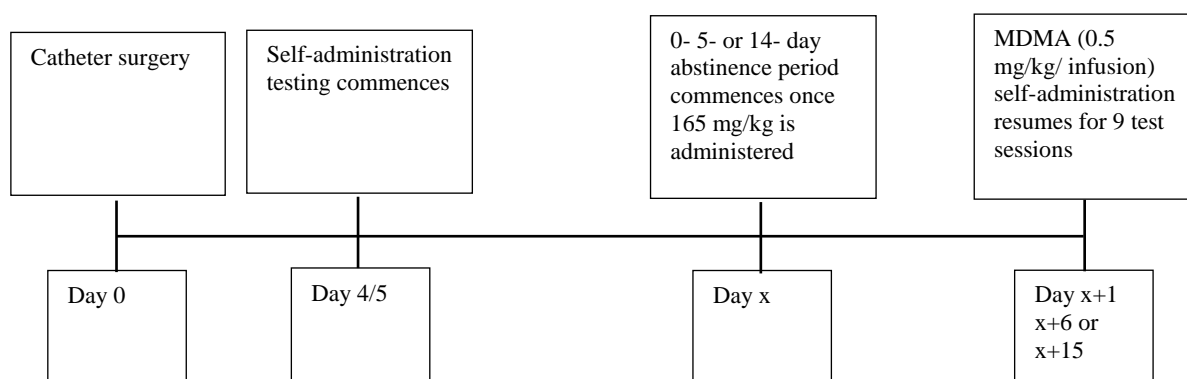 Catheter surgery
Self-administration
testing commences
0- 5- or 14- day
abstinence period
commences once
165 mg/kg is
administered
MDMA (0.5
mg/kg/ infusion)
self-administration
resumes for 9 test
sessions
Day 0
Day 4/5
Day x
Day x+1
x+6 or
x+15